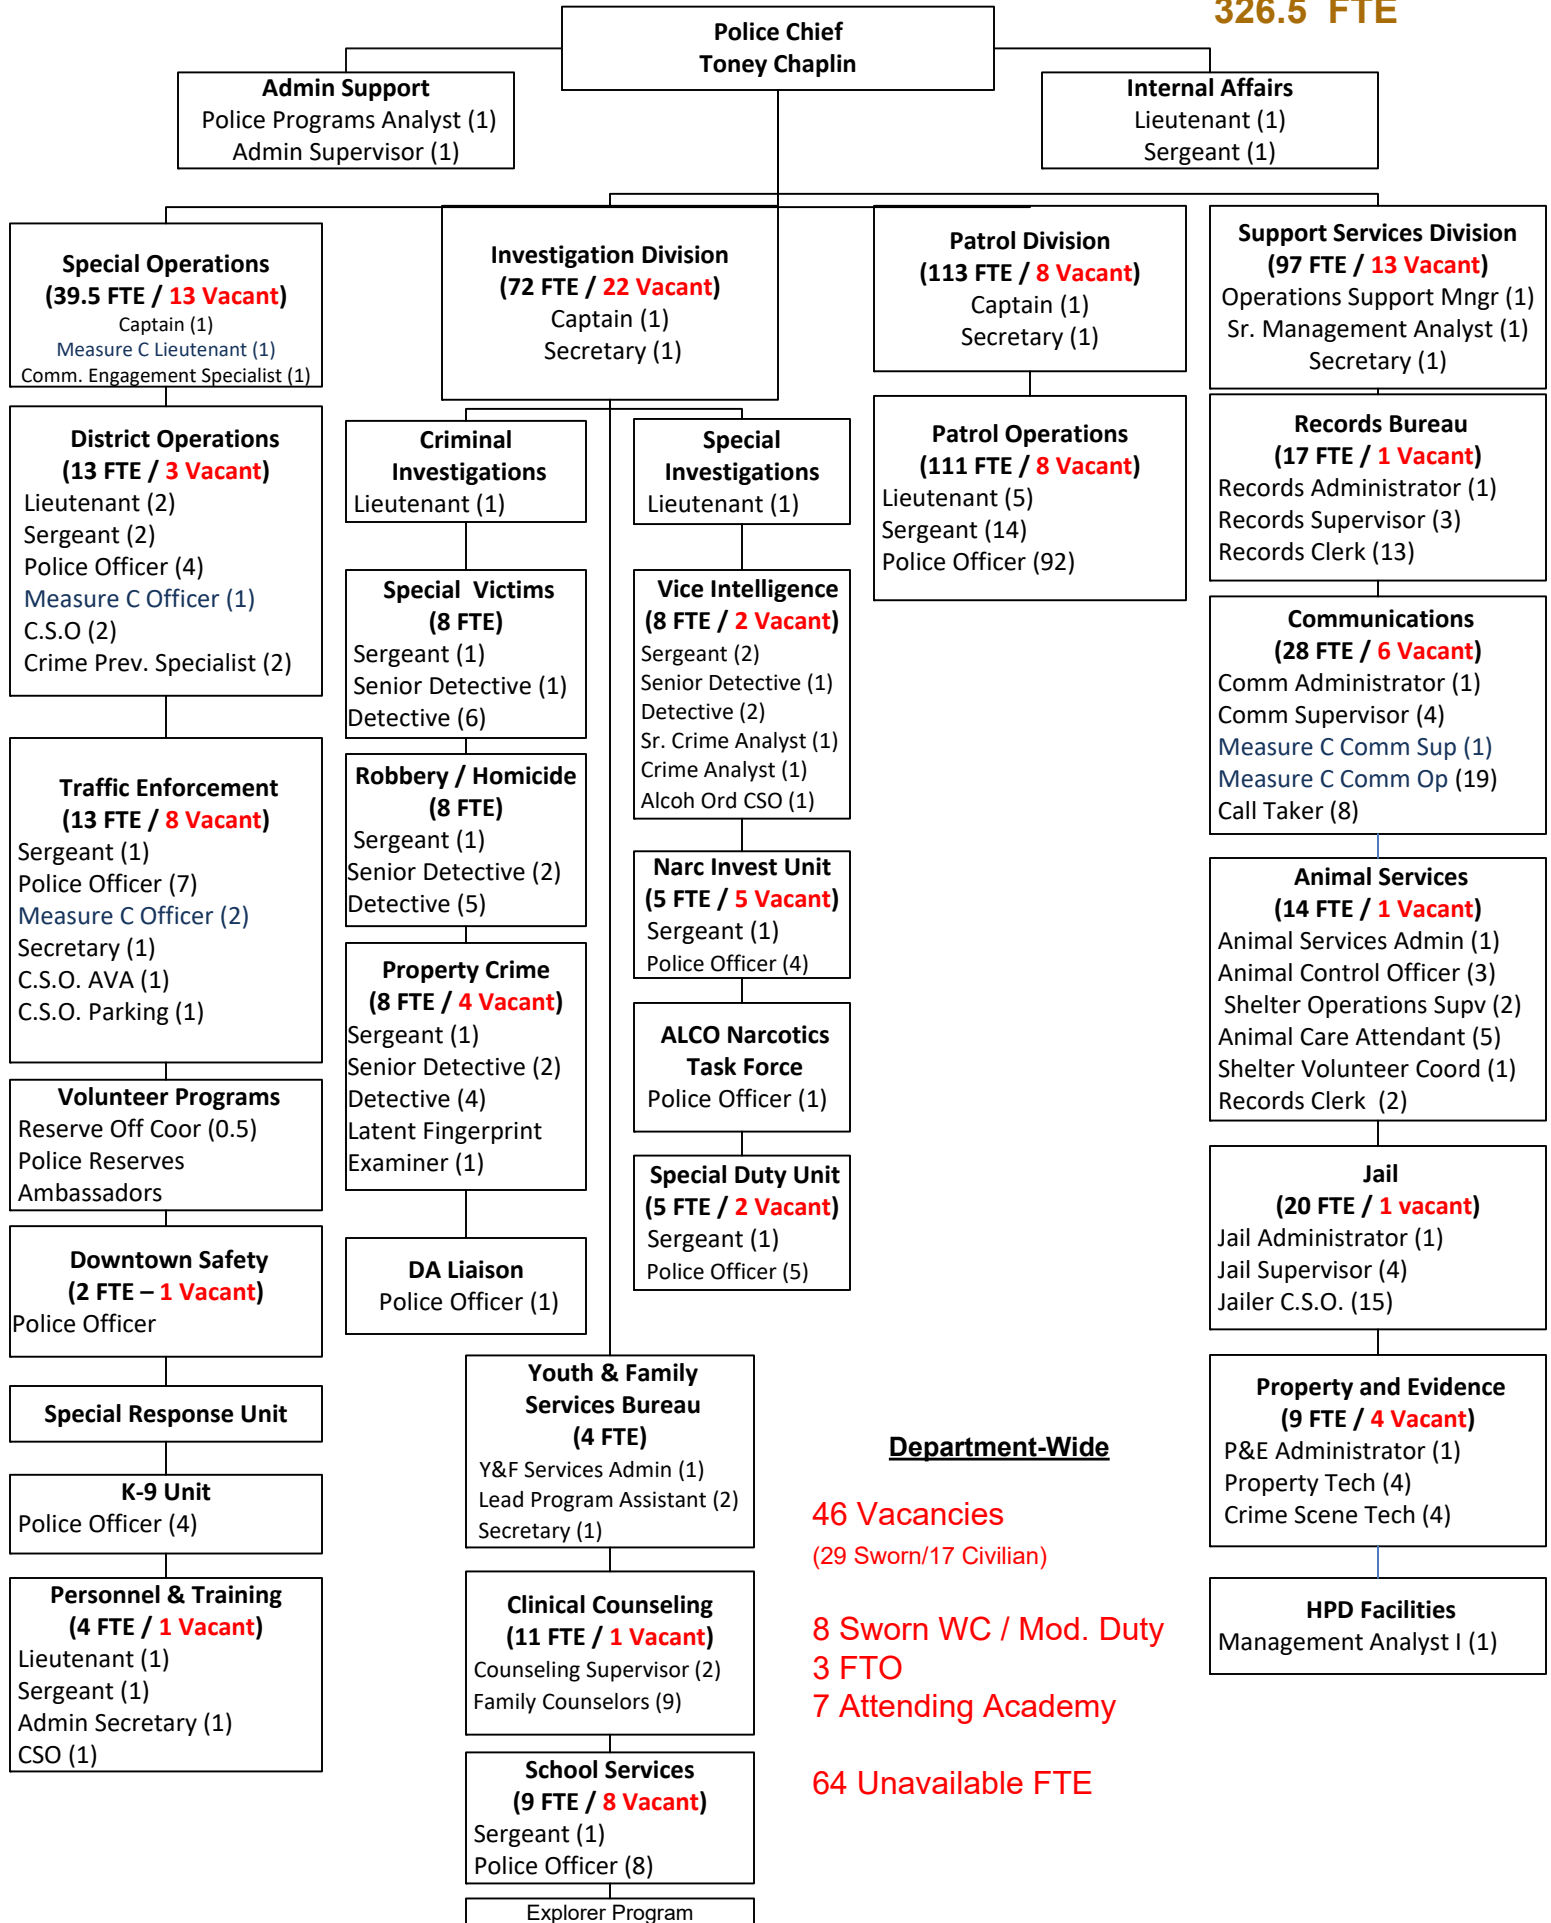 326.5  FTE
Police Chief
Toney Chaplin
Admin Support
Police Programs Analyst (1)
Admin Supervisor (1)
Internal Affairs
Lieutenant (1)
Sergeant (1)
Special Operations
(39.5 FTE / 13 Vacant)
Captain (1)
Measure C Lieutenant (1)
Comm. Engagement Specialist (1)
District Operations
(13 FTE / 3 Vacant)
Lieutenant (2)
Sergeant (2)
Police Officer (4)
Measure C Officer (1)
C.S.O (2)
Crime Prev. Specialist (2)
Traffic Enforcement
(13 FTE / 8 Vacant)
Sergeant (1)
Police Officer (7)
Measure C Officer (2)
Secretary (1)
C.S.O. AVA (1)
C.S.O. Parking (1)
Volunteer Programs
Reserve Off Coor (0.5)
Police Reserves
Ambassadors
Downtown Safety
(2 FTE – 1 Vacant)
Police Officer
Special Response Unit
K-9 Unit
Police Officer (4)
Personnel & Training
(4 FTE / 1 Vacant)
Lieutenant (1)
Sergeant (1)
Admin Secretary (1)
CSO (1)
Investigation Division
(72 FTE / 22 Vacant)
Captain (1)
Secretary (1)
Criminal
Investigations
Lieutenant (1)
Special  Victims
(8 FTE)
Sergeant (1)
Senior Detective (1)
Detective (6)
Robbery / Homicide
(8 FTE)
Sergeant (1)
Senior Detective (2)
Detective (5)
Property Crime
(8 FTE / 4 Vacant)
Sergeant (1)
Senior Detective (2)
Detective (4)
Latent Fingerprint
Examiner (1)
DA Liaison
Police Officer (1)
Special
Investigations
Lieutenant (1)
Vice Intelligence
(8 FTE / 2 Vacant)
Sergeant (2)
Senior Detective (1)
Detective (2)
Sr. Crime Analyst (1)
Crime Analyst (1)
Alcoh Ord CSO (1)
Narc Invest Unit
(5 FTE / 5 Vacant)
Sergeant (1)
Police Officer (4)
ALCO Narcotics
Task Force
Police Officer (1)
Special Duty Unit
(5 FTE / 2 Vacant)
Sergeant (1)
Police Officer (5)
Youth & Family
Services Bureau
(4 FTE)
Y&F Services Admin (1)
Lead Program Assistant (2)
Secretary (1)
Clinical Counseling
(11 FTE / 1 Vacant)
Counseling Supervisor (2)
Family Counselors (9)
School Services
(9 FTE / 8 Vacant)
Sergeant (1)
Police Officer (8)
Explorer Program
Patrol Division
(113 FTE / 8 Vacant)
Captain (1)
Secretary (1)
Patrol Operations
(111 FTE / 8 Vacant)
Lieutenant (5)
Sergeant (14)
Police Officer (92)
Support Services Division
(97 FTE / 13 Vacant)
Operations Support Mngr (1)
Sr. Management Analyst (1)
Secretary (1)
Records Bureau
(17 FTE / 1 Vacant)
Records Administrator (1)
Records Supervisor (3)
Records Clerk (13)
Communications
(28 FTE / 6 Vacant)
Comm Administrator (1)
Comm Supervisor (4)
Measure C Comm Sup (1)
Measure C Comm Op (19)
Call Taker (8)
Animal Services
(14 FTE / 1 Vacant)
Animal Services Admin (1)
Animal Control Officer (3)
Shelter Operations Supv (2)
Animal Care Attendant (5)
Shelter Volunteer Coord (1)
Records Clerk  (2)
Jail
(20 FTE / 1 vacant)
Jail Administrator (1)
Jail Supervisor (4)
Jailer C.S.O. (15)
Property and Evidence
(9 FTE / 4 Vacant)
P&E Administrator (1)
Property Tech (4)
Crime Scene Tech (4)
HPD Facilities
Management Analyst I (1)
Department-Wide
46 Vacancies
(29 Sworn/17 Civilian)
8 Sworn WC / Mod. Duty
3 FTO
7 Attending Academy
64 Unavailable FTE